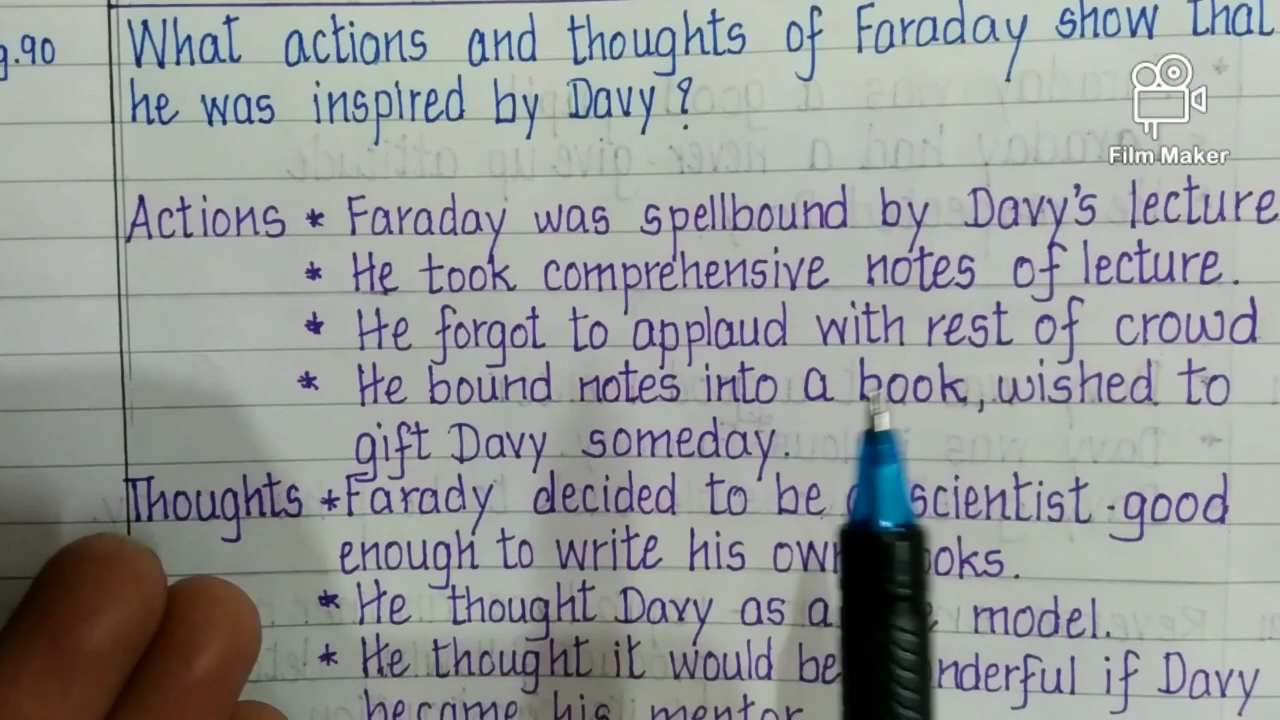 g.90 What actions and thoughts of Faraday show that
he was inspired by Davy?
Film Maker
Actions * Faraday was spellbound by Davy's lecture
* He took comprehensive notes of lecture.
* He forgot to applaud with rest of crowd
* He bound notes into a book, wished to
gift Davy someday.
Thoughts * Farady decided to be scientist - good
enough to write his
* He thought Davy as a model.
* He thought it would be if Davy
became his mentor